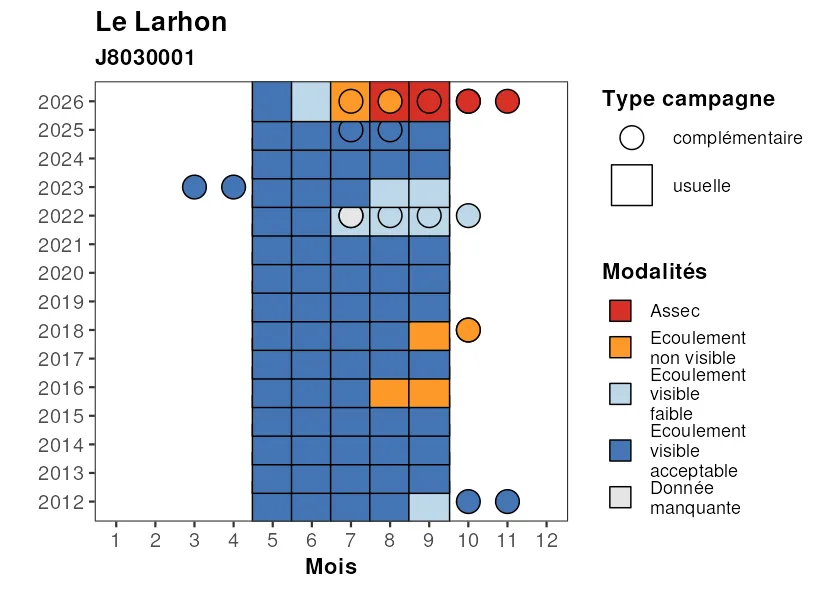 Le Larhon
J8030001
2026
2025
2024
2023
2022
2021
2020
2019
2018
2017
2016
2015
2014
2013
2012
1 2 3 4 5 6 7 8 9 10 11 12
Mois
Type campagne
complémentaire
usuelle
Modalités
Assec
Ecoulement
non visible
Ecoulement
visible
faible
Ecoulement
visible
acceptable
Donnée
manquante